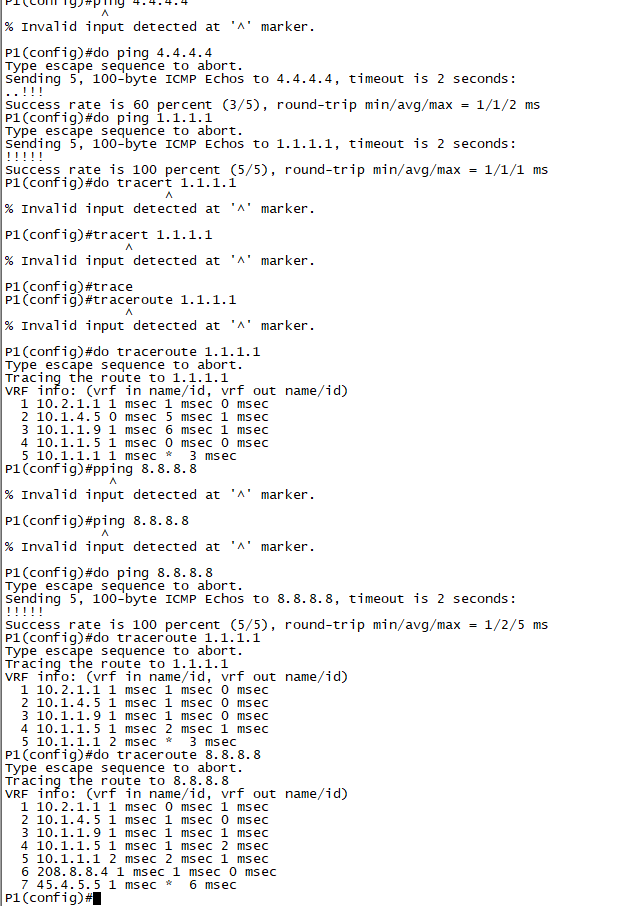 P1(config)#ping 4.4.4.4
^
% Invalid input detected at '^' marker.
P1(config)#do ping 4.4.4.4
Type escape sequence to abort.
Sending 5, 100-byte ICMP Echos to 4.4.4.4, timeout is 2 seconds:
..!!!
Success rate is 60 percent (3/5), round-trip min/avg/max = 1/1/2 ms
P1(config)#do ping 1.1.1.1
Type escape sequence to abort.
Sending 5, 100-byte ICMP Echos to 1.1.1.1, timeout is 2 seconds:
!!!!!
Success rate is 100 percent (5/5), round-trip min/avg/max = 1/1/1 ms
P1(config)#do tracert 1.1.1.1
^
% Invalid input detected at '^' marker.
P1(config)#tracert 1.1.1.1
^
% Invalid input detected at '^' marker.
P1(config)#trace
P1(config)#traceroute 1.1.1.1
^
% Invalid input detected at '^' marker.
P1(config)#do traceroute 1.1.1.1
Type escape sequence to abort.
Tracing the route to 1.1.1.1
VRF info: (vrf in name/id, vrf out name/id)
1 10.2.1.1 1 msec 1 msec 0 msec
2 10.1.4.5 0 msec 5 msec 1 msec
3 10.1.1.9 1 msec 6 msec 1 msec
4 10.1.1.5 1 msec 0 msec 0 msec
5 10.1.1.1 1 msec * 3 msec
P1(config)#pping 8.8.8.8
^
% Invalid input detected at '^' marker.
P1(config)#ping 8.8.8.8
^
% Invalid input detected at '^' marker.
P1(config)#do ping 8.8.8.8
Type escape sequence to abort.
Sending 5, 100-byte ICMP Echos to 8.8.8.8, timeout is 2 seconds:
!!!!!
Success rate is 100 percent (5/5), round-trip min/avg/max = 1/2/5 ms
P1(config)#do traceroute 1.1.1.1
Type escape sequence to abort.
Tracing the route to 1.1.1.1
VRF info: (vrf in name/id, vrf out name/id)
1 10.2.1.1 1 msec 1 msec 0 msec
2 10.1.4.5 1 msec 1 msec 0 msec
3 10.1.1.9 1 msec 1 msec 0 msec
4 10.1.1.5 1 msec 2 msec 1 msec
5 10.1.1.1 2 msec * 3 msec
P1(config)#do traceroute 8.8.8.8
Type escape sequence to abort.
Tracing the route to 8.8.8.8
VRF info: (vrf in name/id, vrf out name/id)
1 10.2.1.1 1 msec 0 msec 1 msec
2 10.1.4.5 1 msec 1 msec 0 msec
3 10.1.1.9 1 msec 1 msec 1 msec
4 10.1.1.5 1 msec 1 msec 2 msec
5 10.1.1.1 2 msec 2 msec 1 msec
6 208.8.8.4 1 msec 1 msec 0 msec
7 45.4.5.5 1 msec * 6 msec
P1(config)#